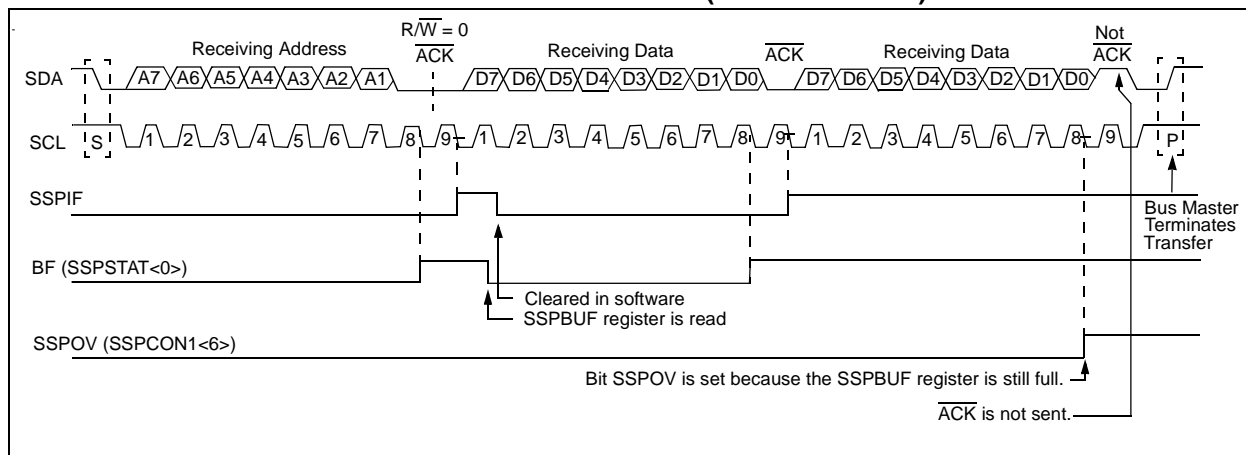 R/W = 0
Receiving Address ACK Receiving Data ACK Receiving Data Not ACK
SDA A7 A6 A5 A4 A3 A2 A1 D7 D6 D5 D4 D3 D2 D1 D0 D7 D6 D5 D4 D3 D2 D1 D0
SCL S 1 2 3 4 5 6 7 8 9 1 2 3 4 5 6 7 8 9 1 2 3 4 5 6 7 8 9 P
SSPIF
Bus Master
Terminates
Transfer
BF (SSPSTAT<0>)
Cleared in software
SSPBUF register is read
SSPOV (SSPCON1<6>)
Bit SSPOV is set because the SSPBUF register is still full.
ACK is not sent.